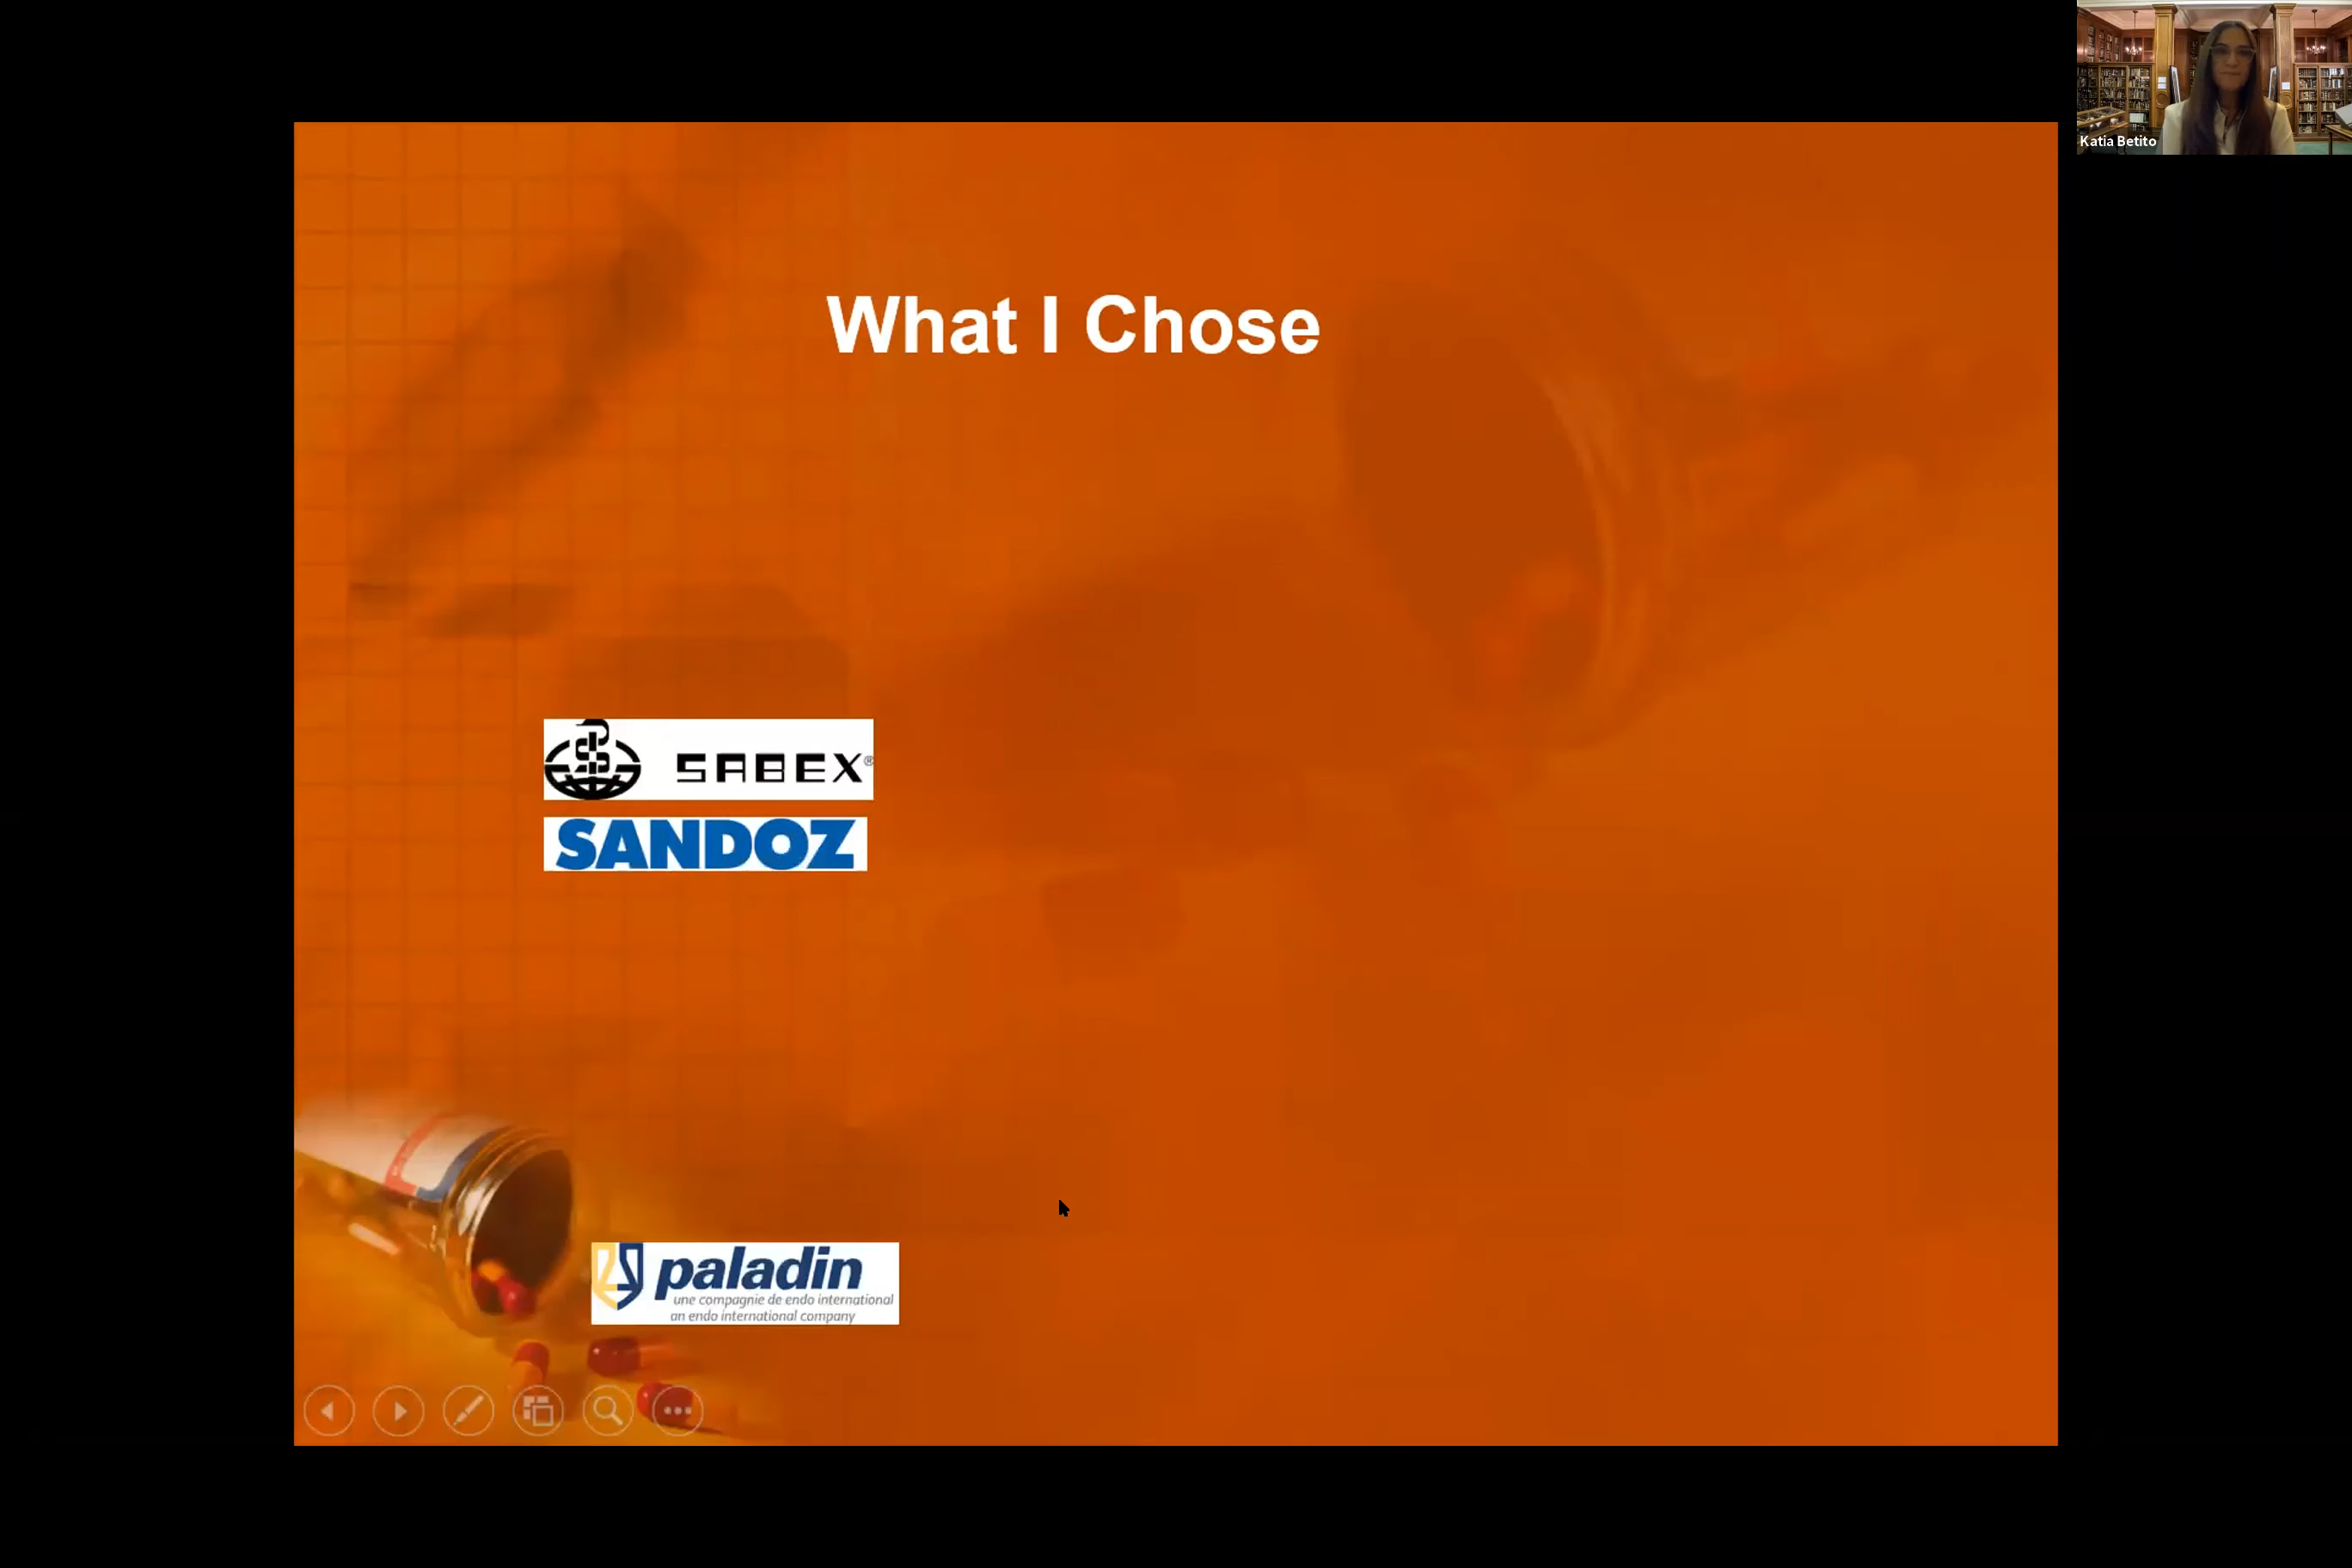 Katia Betito
What I Chose
SABEX®
SANDOZ
paladin
une compagnie de endo international
an endo international company